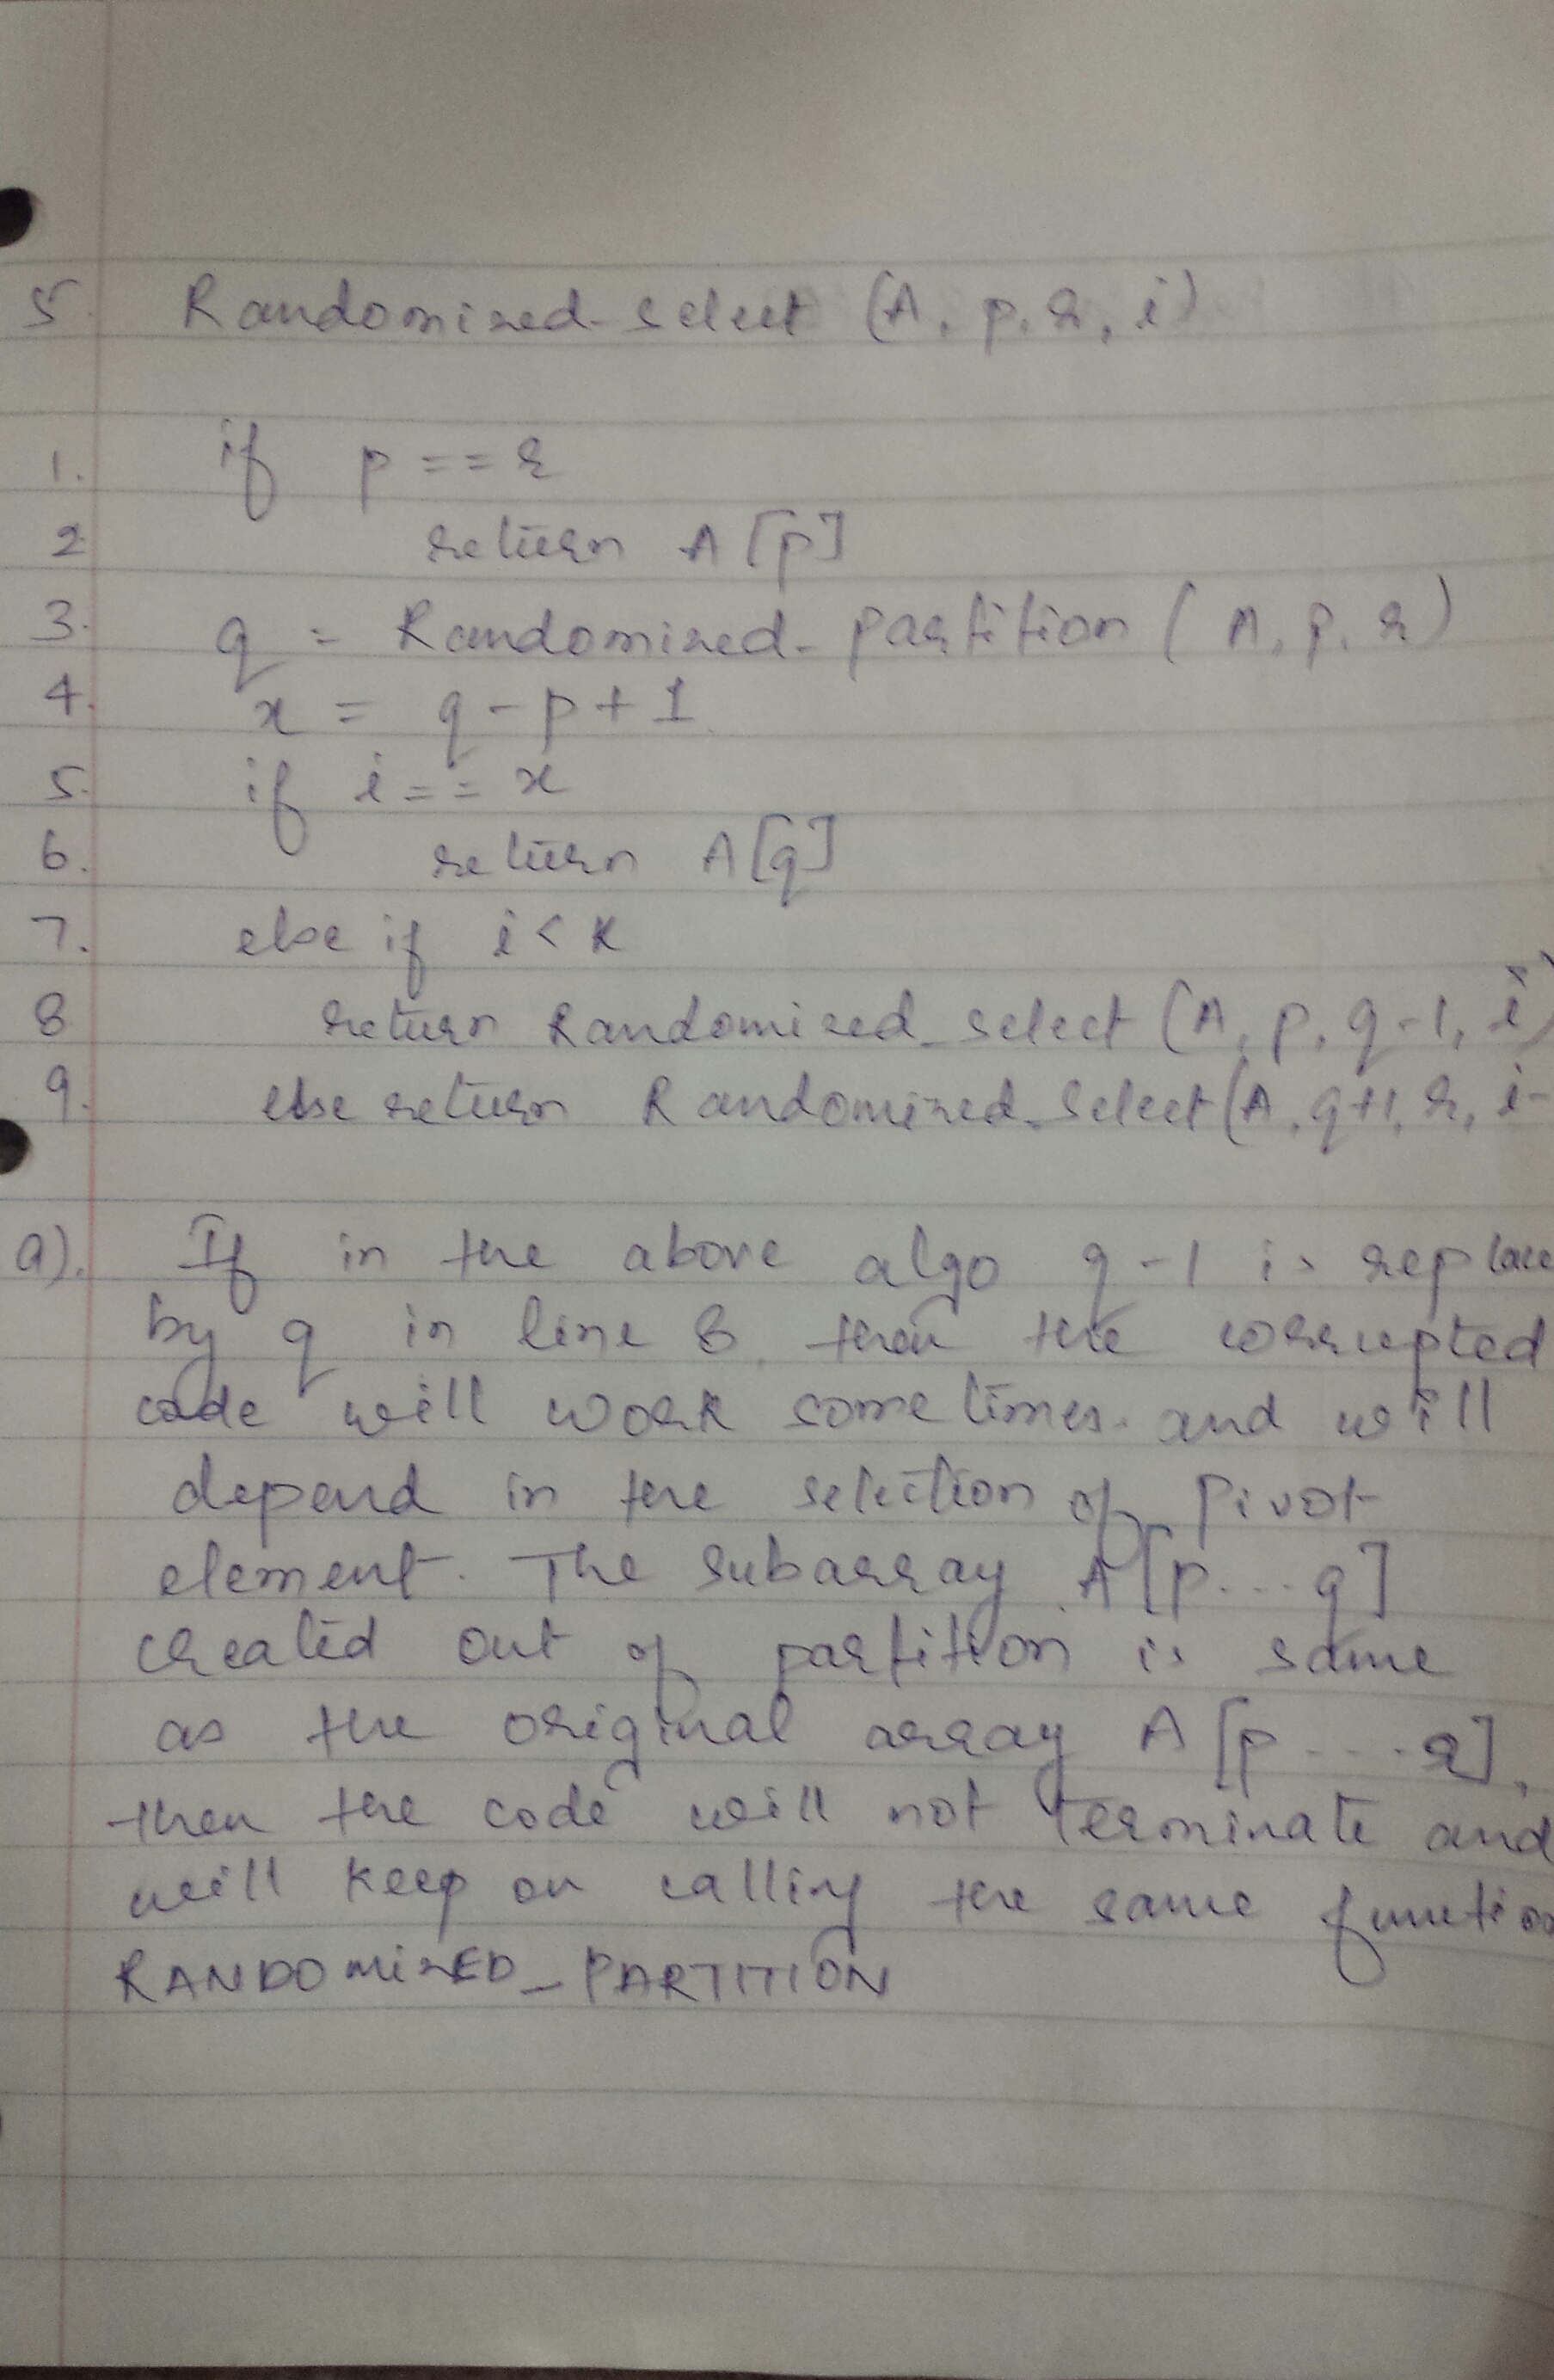 5. Randomized-select (A, p, r, i)
1. if p == r
2. return A[p]
3. q = Randomized-partition (A, p, r)
4. x = q - p + 1
5. if i == x
6. return A[q]
7. else if i < k
8. return Randomized_select (A, p, q-1, i)
9. else return Randomized_select (A, q+1, r, i-
a). If in the above algo q-1 is replace
by q in line 8, then the corrupted
code will work sometimes. and will
depend in the selection of pivot
element. The subarray A[p...q]
created out of partition is same
as the original array A[p....r],
then the code will not terminate and
will keep on calling the same function
RANDOMIZED_PARTITION